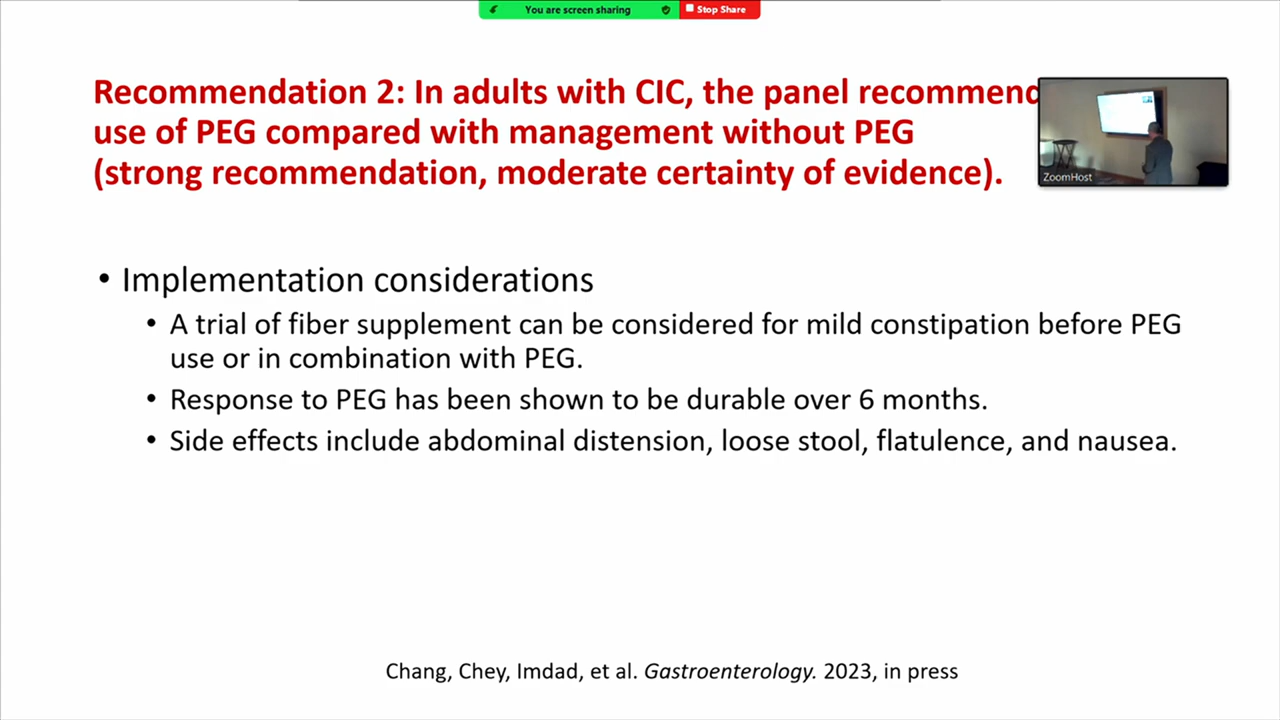 You are screen sharing
Stop Share
Recommendation 2: In adults with CIC, the panel recommend
use of PEG compared with management without PEG
(strong recommendation, moderate certainty of evidence).
ZoomHost
• Implementation considerations
• A trial of fiber supplement can be considered for mild constipation before PEG
use or in combination with PEG.
• Response to PEG has been shown to be durable over 6 months.
• Side effects include abdominal distension, loose stool, flatulence, and nausea.
Chang, Chey, Imdad, et al. Gastroenterology. 2023, in press